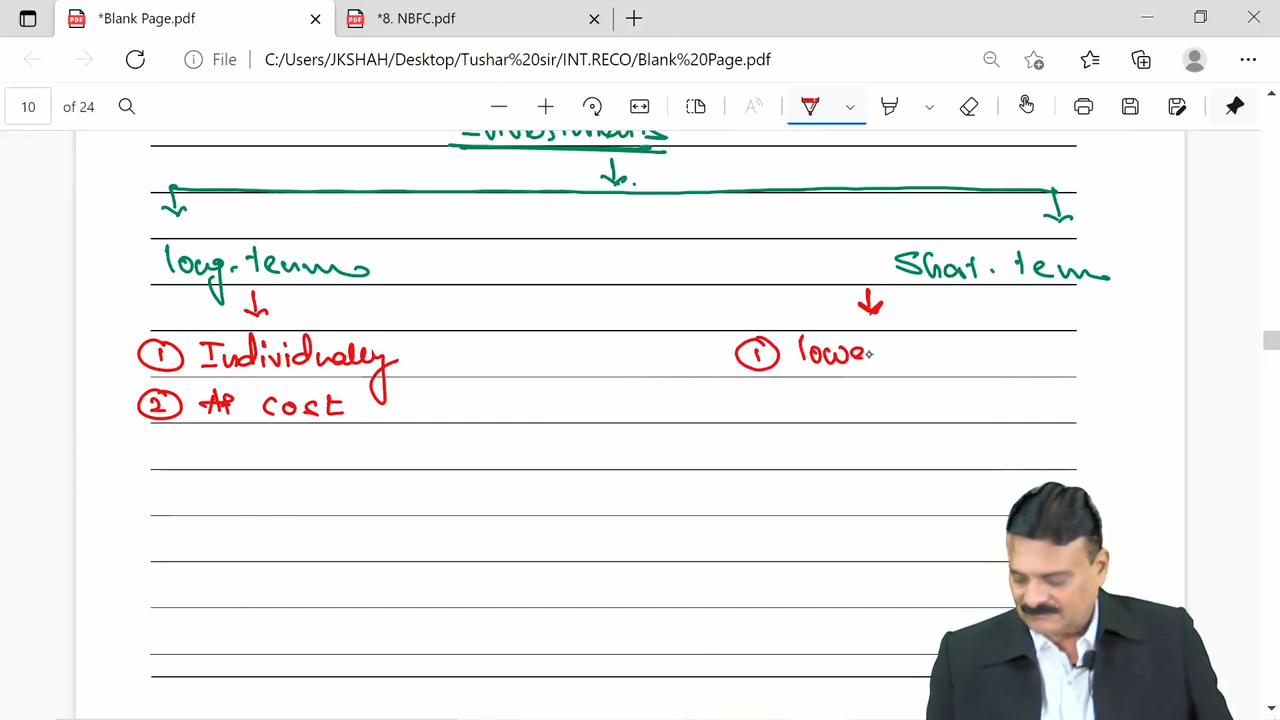 *Blank Page.pdf
*8. NBFC.pdf
File
C:/Users/JKSHAH/Desktop/Tushar%20sir/INT.RECO/Blank%20Page.pdf
10 of 24
long-term
Short. term
① Individually
① lowe
② At cost